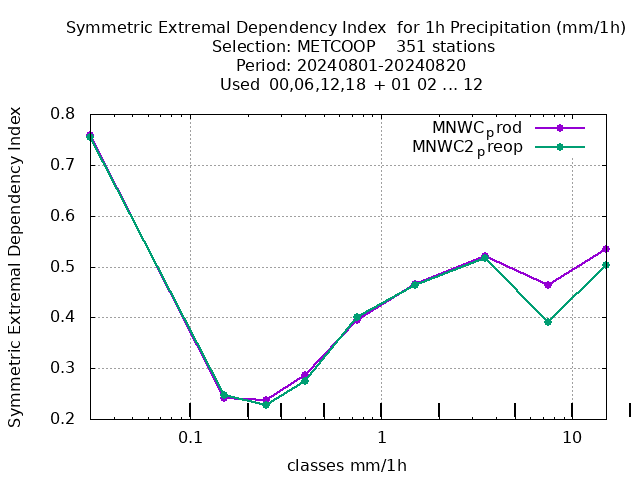 Symmetric Extremal Dependency Index for 1h Precipitation (mm/1h)
Selection: METCOOP 351 stations
Period: 20240801-20240820
Used 00,06,12,18 + 01 02 ... 12
Symmetric Extremal Dependency Index
0.8
0.7
0.6
0.5
0.4
0.3
0.2
MNWCprod
MNWC2preop
0.1 1 10
classes mm/1h